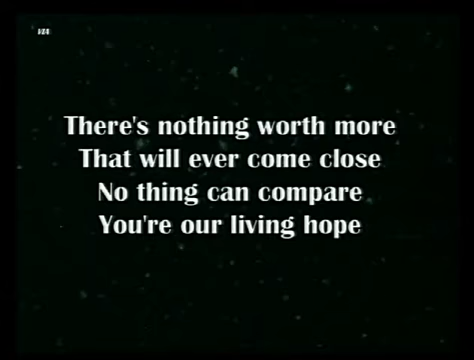 There's nothing worth more
That will ever come close
No thing can compare
You're our living hope